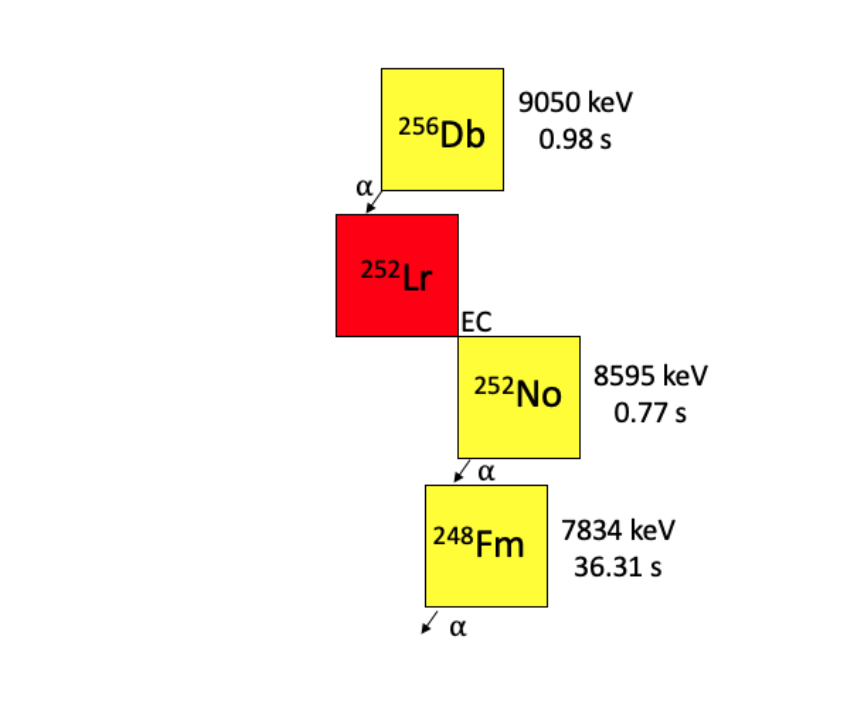 ²⁵⁶Db
9050 keV
0.98 s
α
²⁵²Lr
EC
²⁵²No
8595 keV
0.77 s
α
²⁴⁸Fm
7834 keV
36.31 s
α